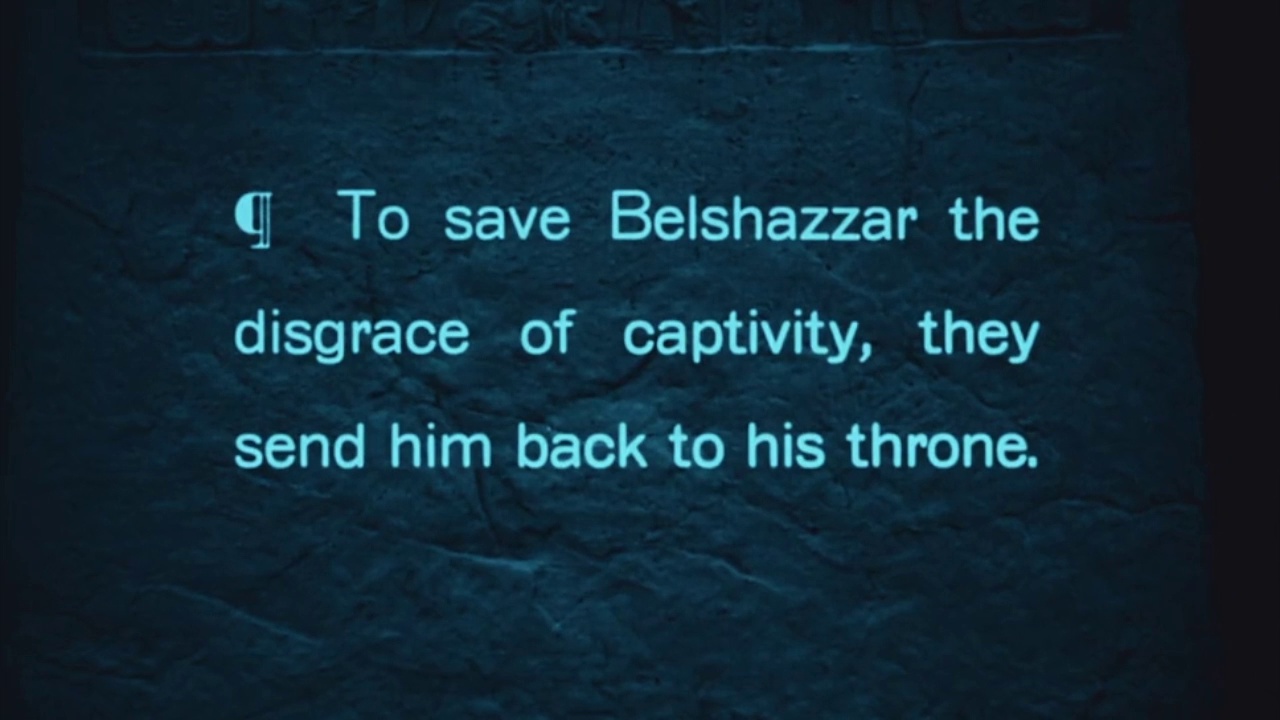 ¶ To save Belshazzar the
disgrace of captivity, they
send him back to his throne.